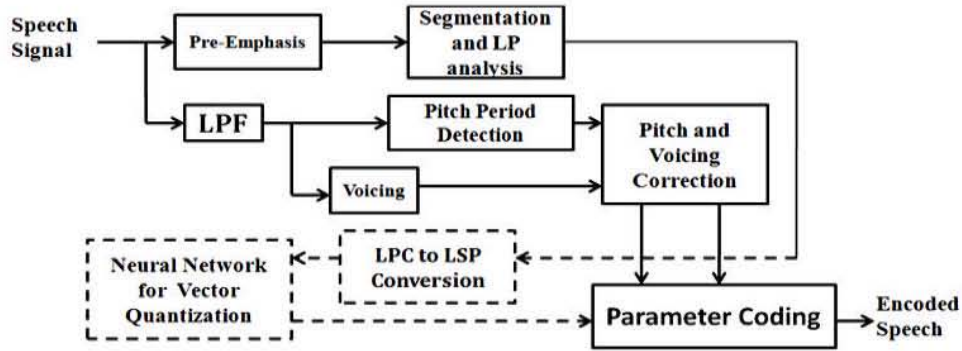 Speech
Signal
Pre-Emphasis
Segmentation
and LP
analysis
LPF
Pitch Period
Detection
Pitch and
Voicing
Correction
Voicing
LPC to LSP
Conversion
Neural Network
for Vector
Quantization
Parameter Coding
Encoded
Speech